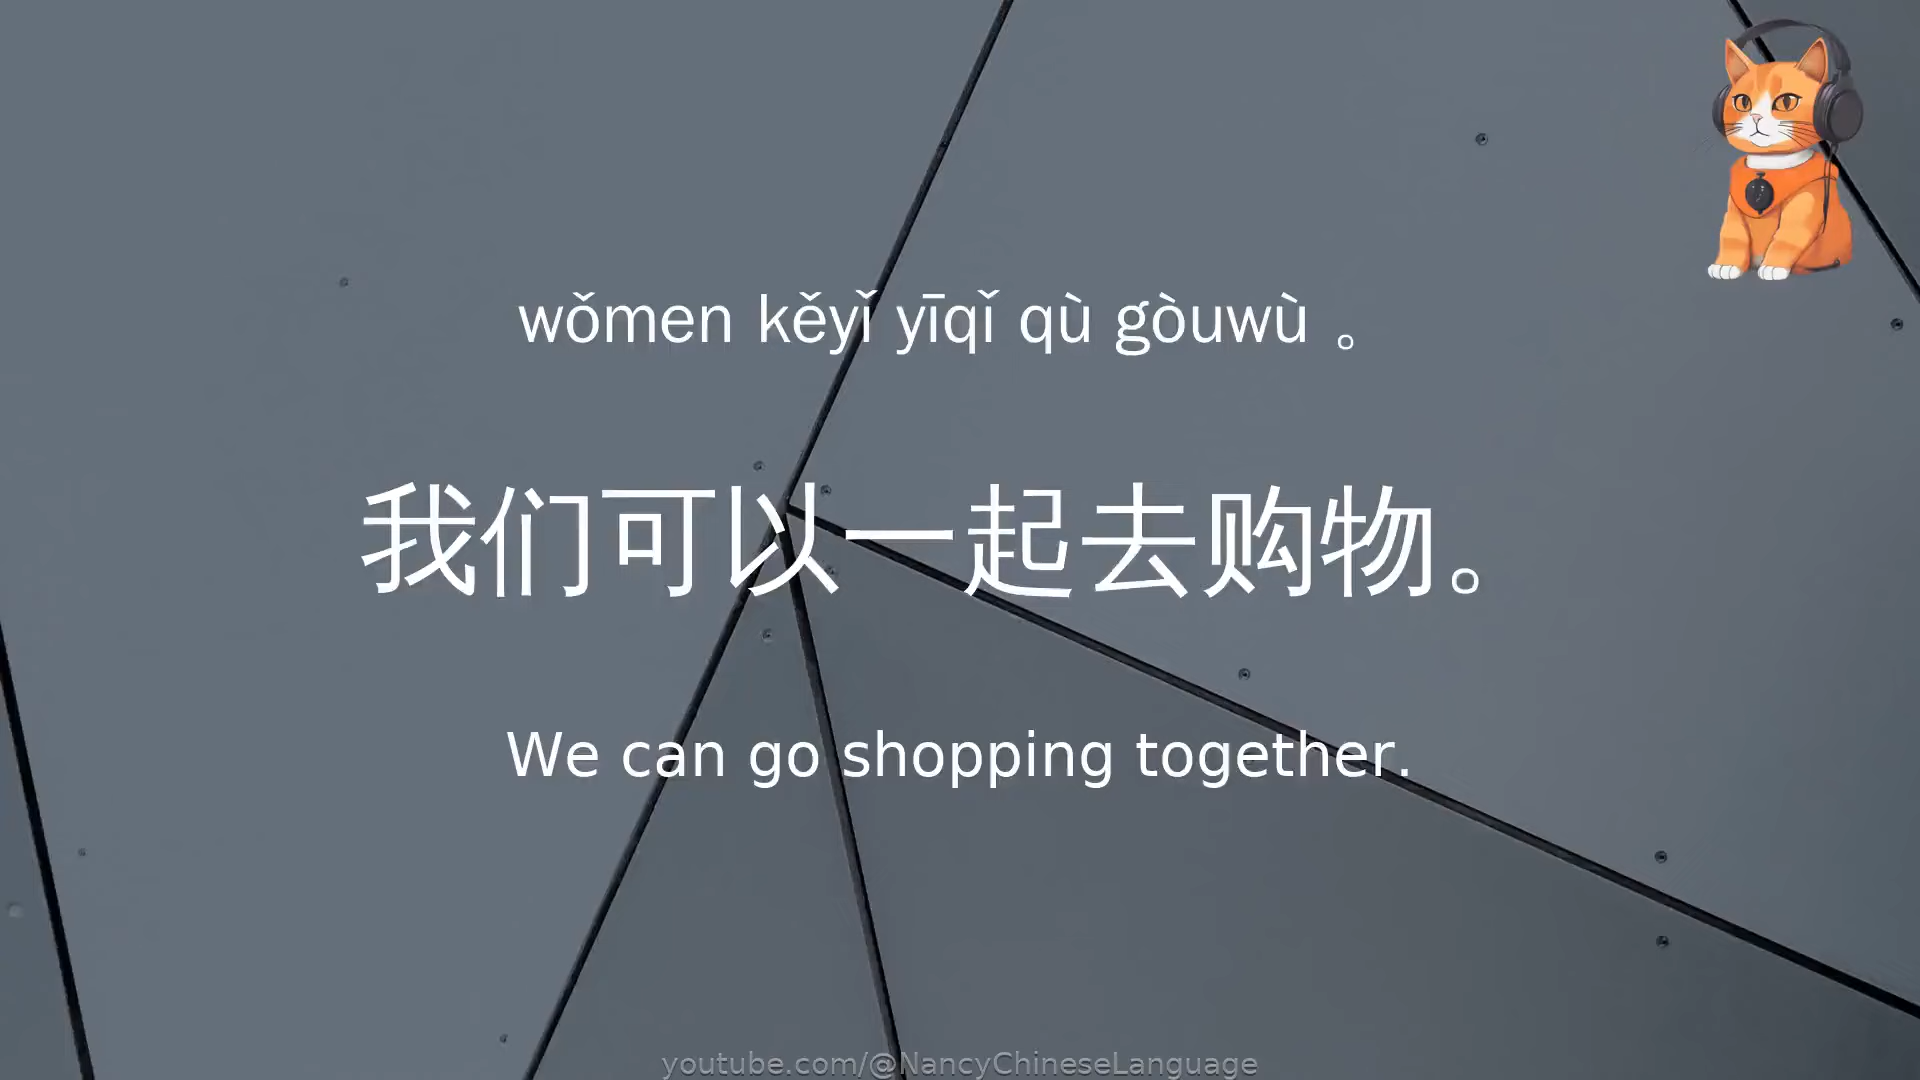 wǒmen kěyǐ yīqǐ qù gòuwù 。
我们可以一起去购物。
We can go shopping together.
youtube.com/@NancyChineseLanguage